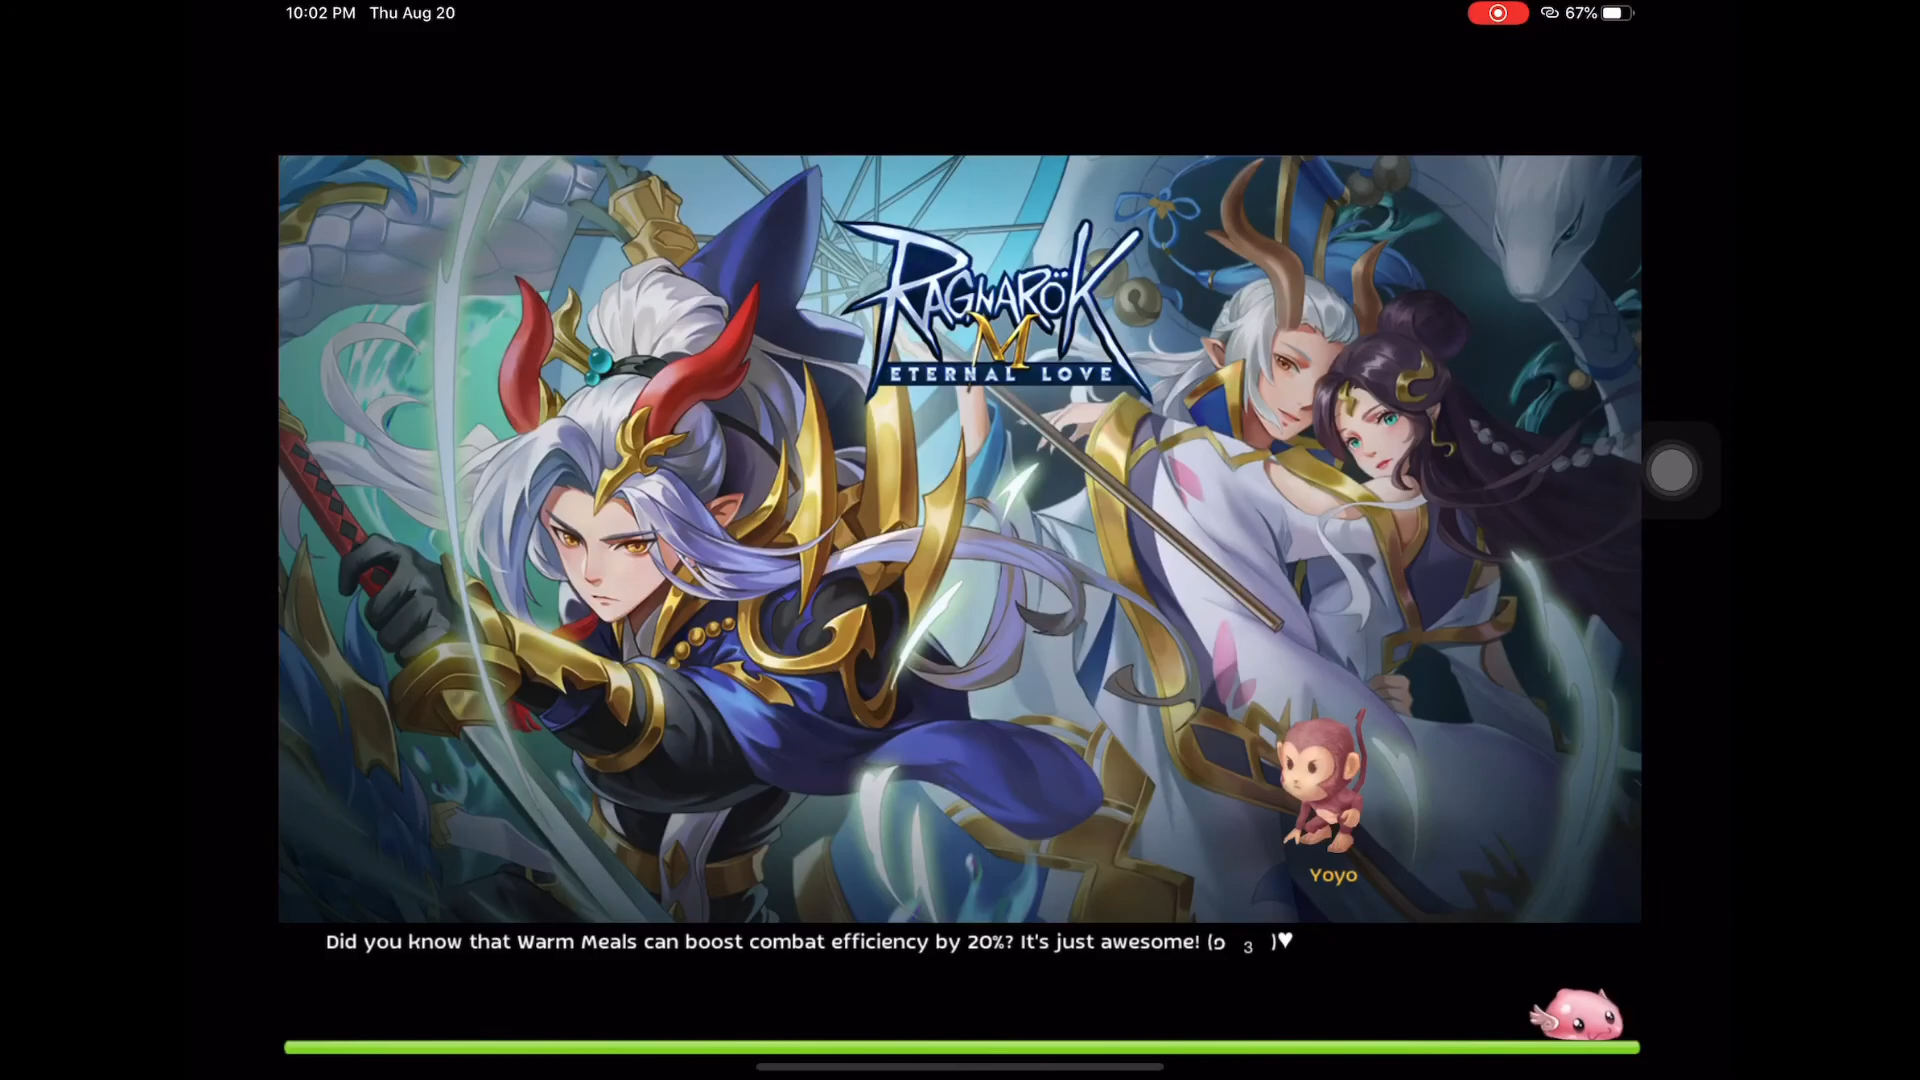 10:02 PM Thu Aug 20
67%
RAGNARÖK
M
ETERNAL LOVE
Yoyo
Did you know that Warm Meals can boost combat efficiency by 20%? It's just awesome! (פ 3 )♥